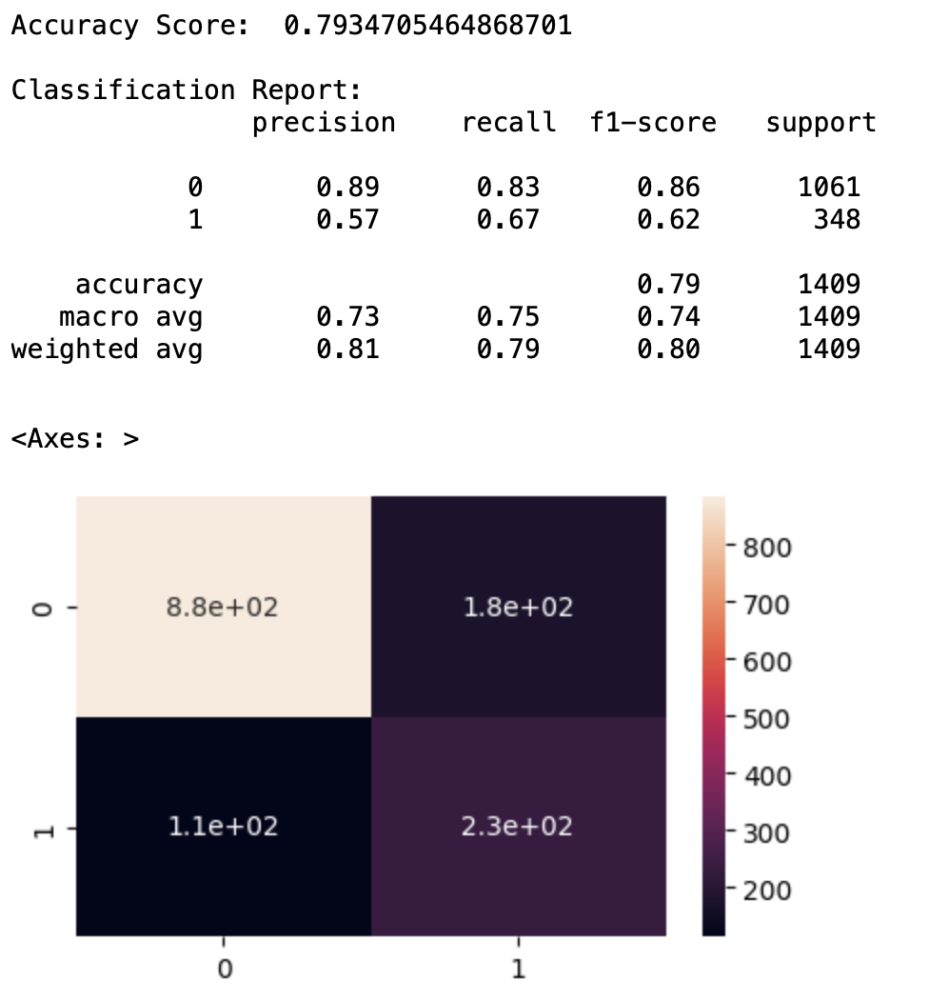 Accuracy Score:  0.7934705464868701
Classification Report:
precision recall f1-score support
0 0.89 0.83 0.86 1061
1 0.57 0.67 0.62 348
accuracy 0.79 1409
macro avg 0.73 0.75 0.74 1409
weighted avg 0.81 0.79 0.80 1409
<Axes: >
800
0 8.8e+02 1.8e+02
700
600
500
400
1 1.1e+02 2.3e+02
300
200
0 1